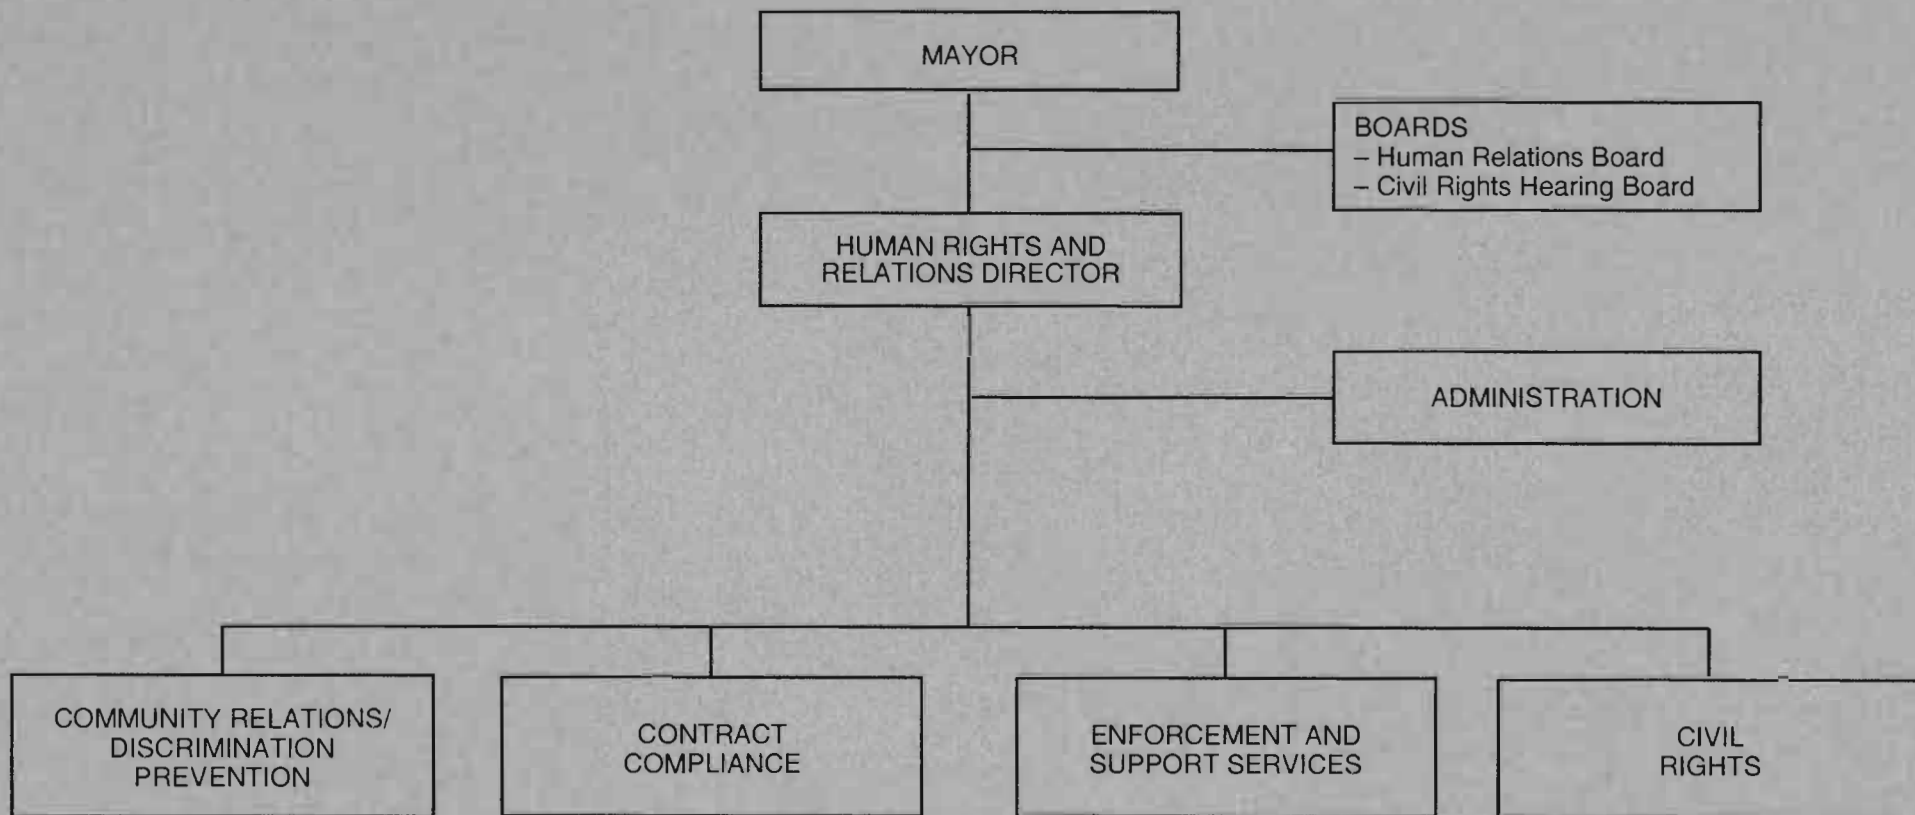 MAYOR
BOARDS
– Human Relations Board
– Civil Rights Hearing Board
HUMAN RIGHTS AND
RELATIONS DIRECTOR
ADMINISTRATION
COMMUNITY RELATIONS/
DISCRIMINATION
PREVENTION
CONTRACT
COMPLIANCE
ENFORCEMENT AND
SUPPORT SERVICES
CIVIL
RIGHTS